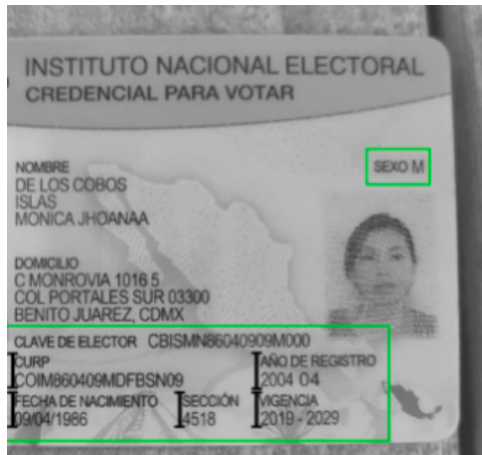 INSTITUTO NACIONAL ELECTORAL
CREDENCIAL PARA VOTAR
NOMBRE
SEXO M
DE LOS COBOS
ISLAS
MONICA JHOANAA
DOMICILIO
C MONROVIA 1016 5
COL PORTALES SUR 03300
BENITO JUAREZ, CDMX
CLAVE DE ELECTOR CBISMN86040909M000
CURP AÑO DE REGISTRO
COIM860409MDFBSN09 2004 04
FECHA DE NACIMIENTO SECCIÓN VIGENCIA
09/04/1986 4518 2019 - 2029